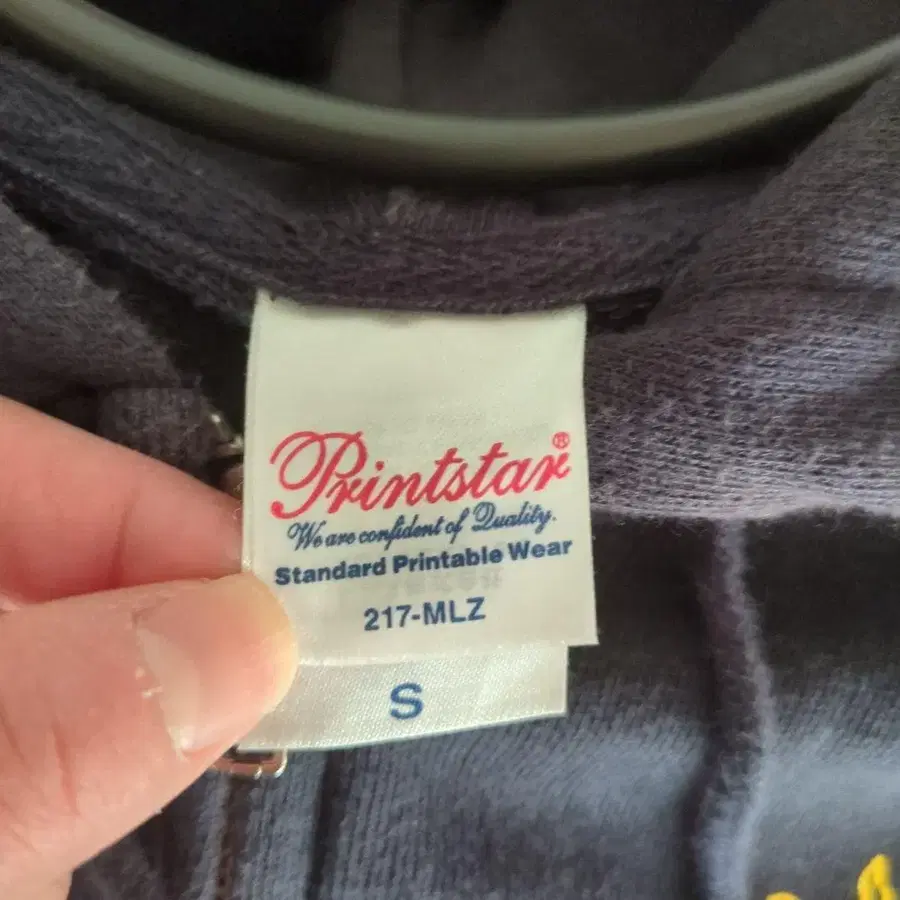 Printstar®
We are confident of Quality.
Standard Printable Wear
217-MLZ
S